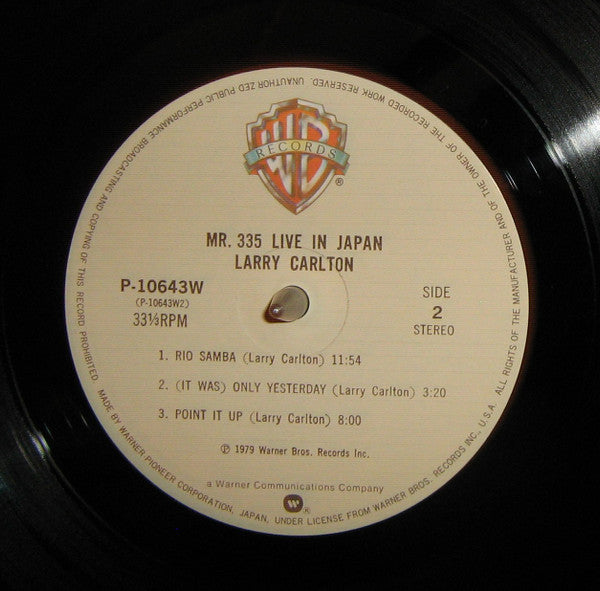 WB
RECORDS
®
MR. 335 LIVE IN JAPAN
LARRY CARLTON
P-10643W
(P-10643W2)
33⅓RPM
SIDE
2
STEREO
1. RIO SAMBA (Larry Carlton) 11:54
2. (IT WAS) ONLY YESTERDAY (Larry Carlton) 3:20
3. POINT IT UP (Larry Carlton) 8:00
℗ 1979 Warner Bros. Records Inc.
a Warner Communications Company
W ®
MADE BY WARNER PIONEER CORPORATION, JAPAN, UNDER LICENSE FROM WARNER BROS. RECORDS INC., U.S.A. ALL RIGHTS OF THE MANUFACTURER AND OF THE OWNER OF THE RECORDED WORK RESERVED. UNAUTHORIZED PUBLIC PERFORMANCE BROADCASTING AND COPYING OF THIS RECORD PROHIBITED.